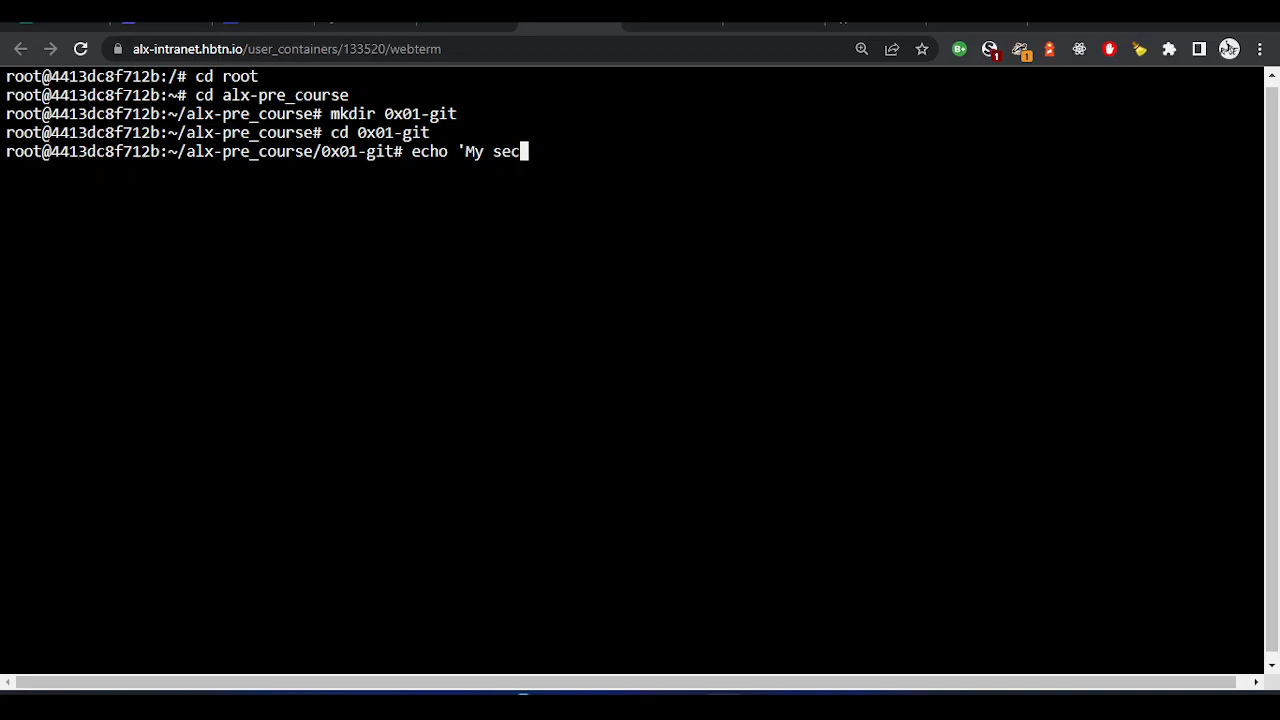 alx-intranet.hbtn.io/user_containers/133520/webterm
B+
1
1
root@4413dc8f712b:/# cd root
root@4413dc8f712b:~# cd alx-pre_course
root@4413dc8f712b:~/alx-pre_course# mkdir 0x01-git
root@4413dc8f712b:~/alx-pre_course# cd 0x01-git
root@4413dc8f712b:~/alx-pre_course/0x01-git# echo 'My sec